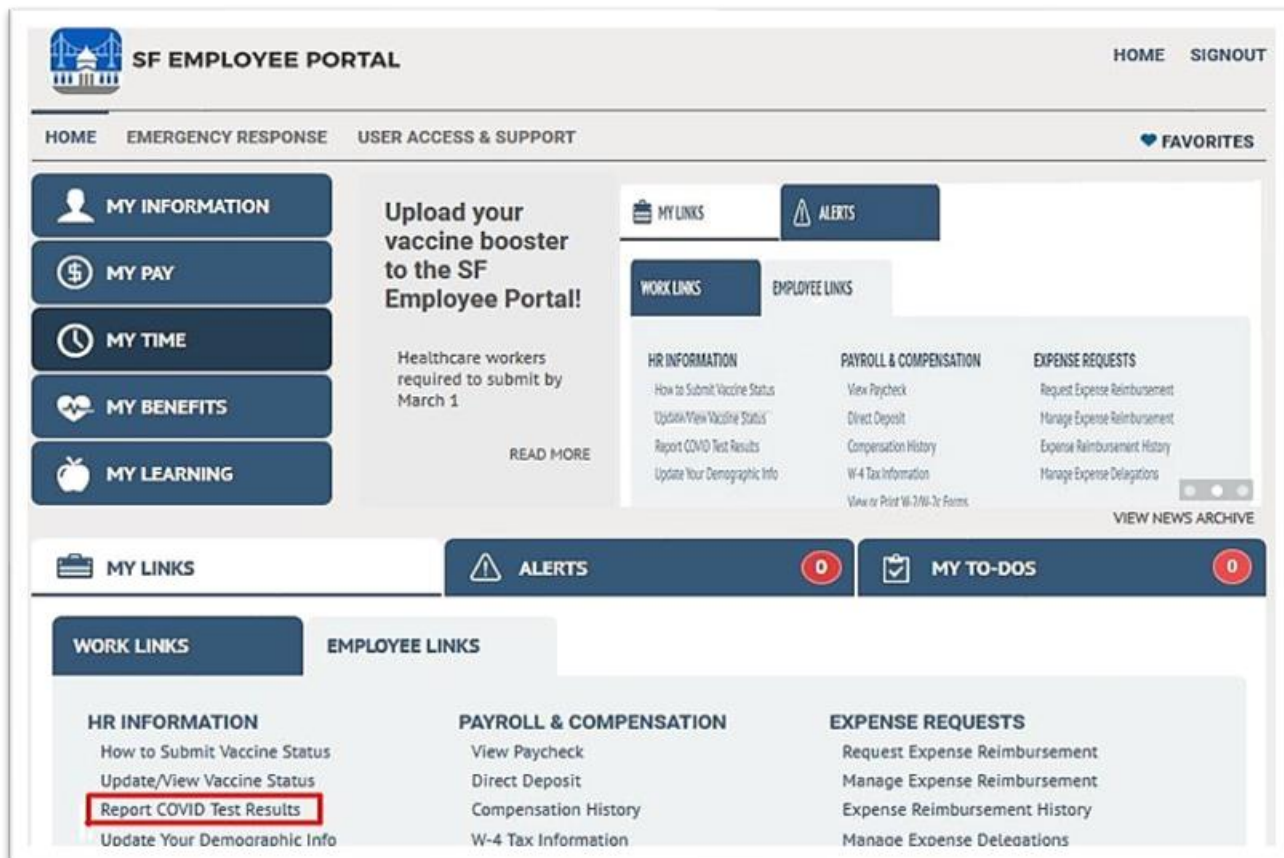 SF EMPLOYEE PORTAL
HOME SIGNOUT
HOME EMERGENCY RESPONSE USER ACCESS & SUPPORT
FAVORITES
MY INFORMATION
MY PAY
MY TIME
MY BENEFITS
MY LEARNING
Upload your
vaccine booster
to the SF
Employee Portal!
Healthcare workers
required to submit by
March 1
READ MORE
MY LINKS
ALERTS
WORK LINKS
EMPLOYEE LINKS
HR INFORMATION
How to Submit Vaccine Status
Update/View Vaccine Status
Report COVID Test Results
Update Your Demographic Info
PAYROLL & COMPENSATION
View Paycheck
Direct Deposit
Compensation History
W-4 Tax Information
View or Print W-2/W-2c Forms
EXPENSE REQUESTS
Request Expense Reimbursement
Manage Expense Reimbursement
Expense Reimbursement History
Manage Expense Delegations
VIEW NEWS ARCHIVE
MY LINKS
ALERTS 0
MY TO-DOS 0
WORK LINKS
EMPLOYEE LINKS
HR INFORMATION
How to Submit Vaccine Status
Update/View Vaccine Status
Report COVID Test Results
Update Your Demographic Info
PAYROLL & COMPENSATION
View Paycheck
Direct Deposit
Compensation History
W-4 Tax Information
EXPENSE REQUESTS
Request Expense Reimbursement
Manage Expense Reimbursement
Expense Reimbursement History
Manage Expense Delegations